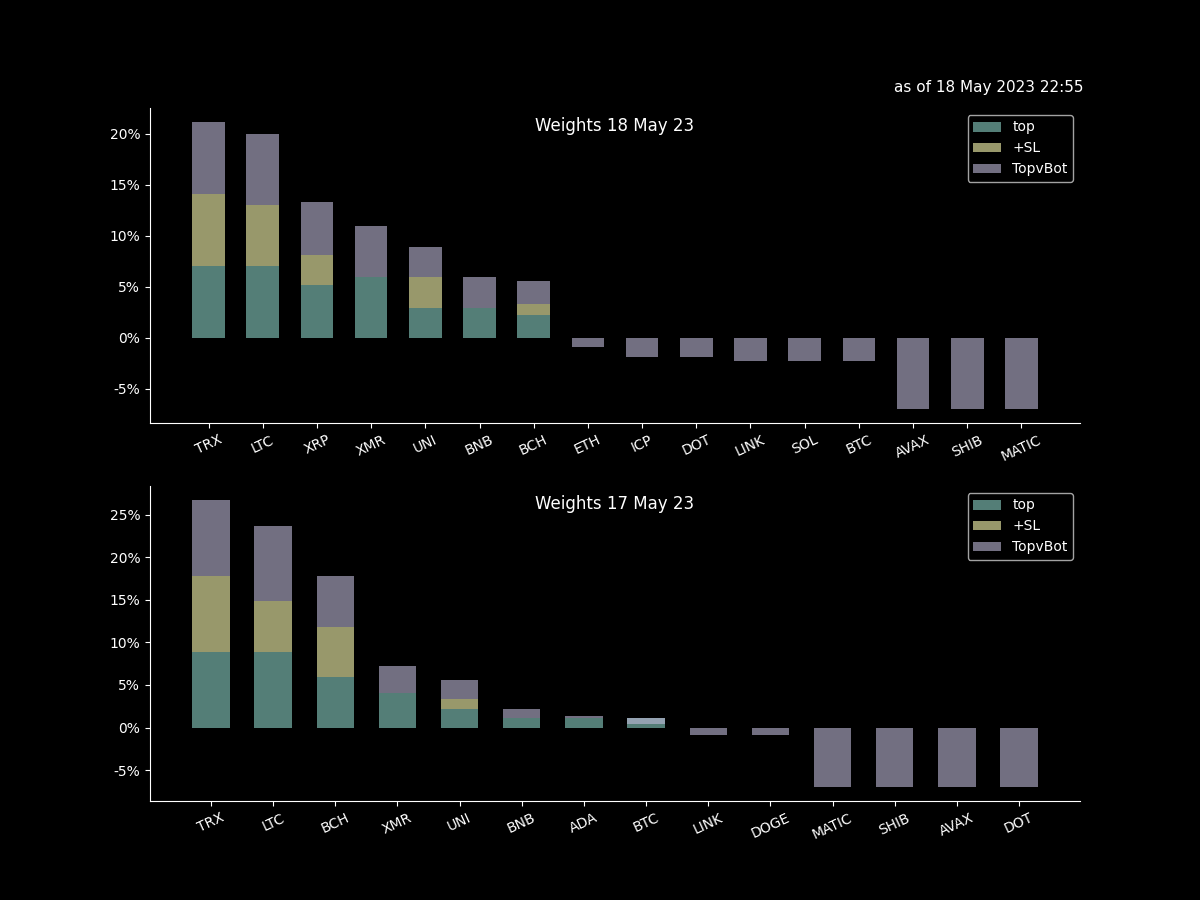 as of 18 May 2023 22:55
Weights 18 May 23
top
+SL
TopvBot
20%
15%
10%
5%
0%
-5%
TRX LTC XRP XMR UNI BNB BCH ETH ICP DOT LINK SOL BTC AVAX SHIB MATIC
Weights 17 May 23
top
+SL
TopvBot
25%
20%
15%
10%
5%
0%
-5%
TRX LTC BCH XMR UNI BNB ADA BTC LINK DOGE MATIC SHIB AVAX DOT